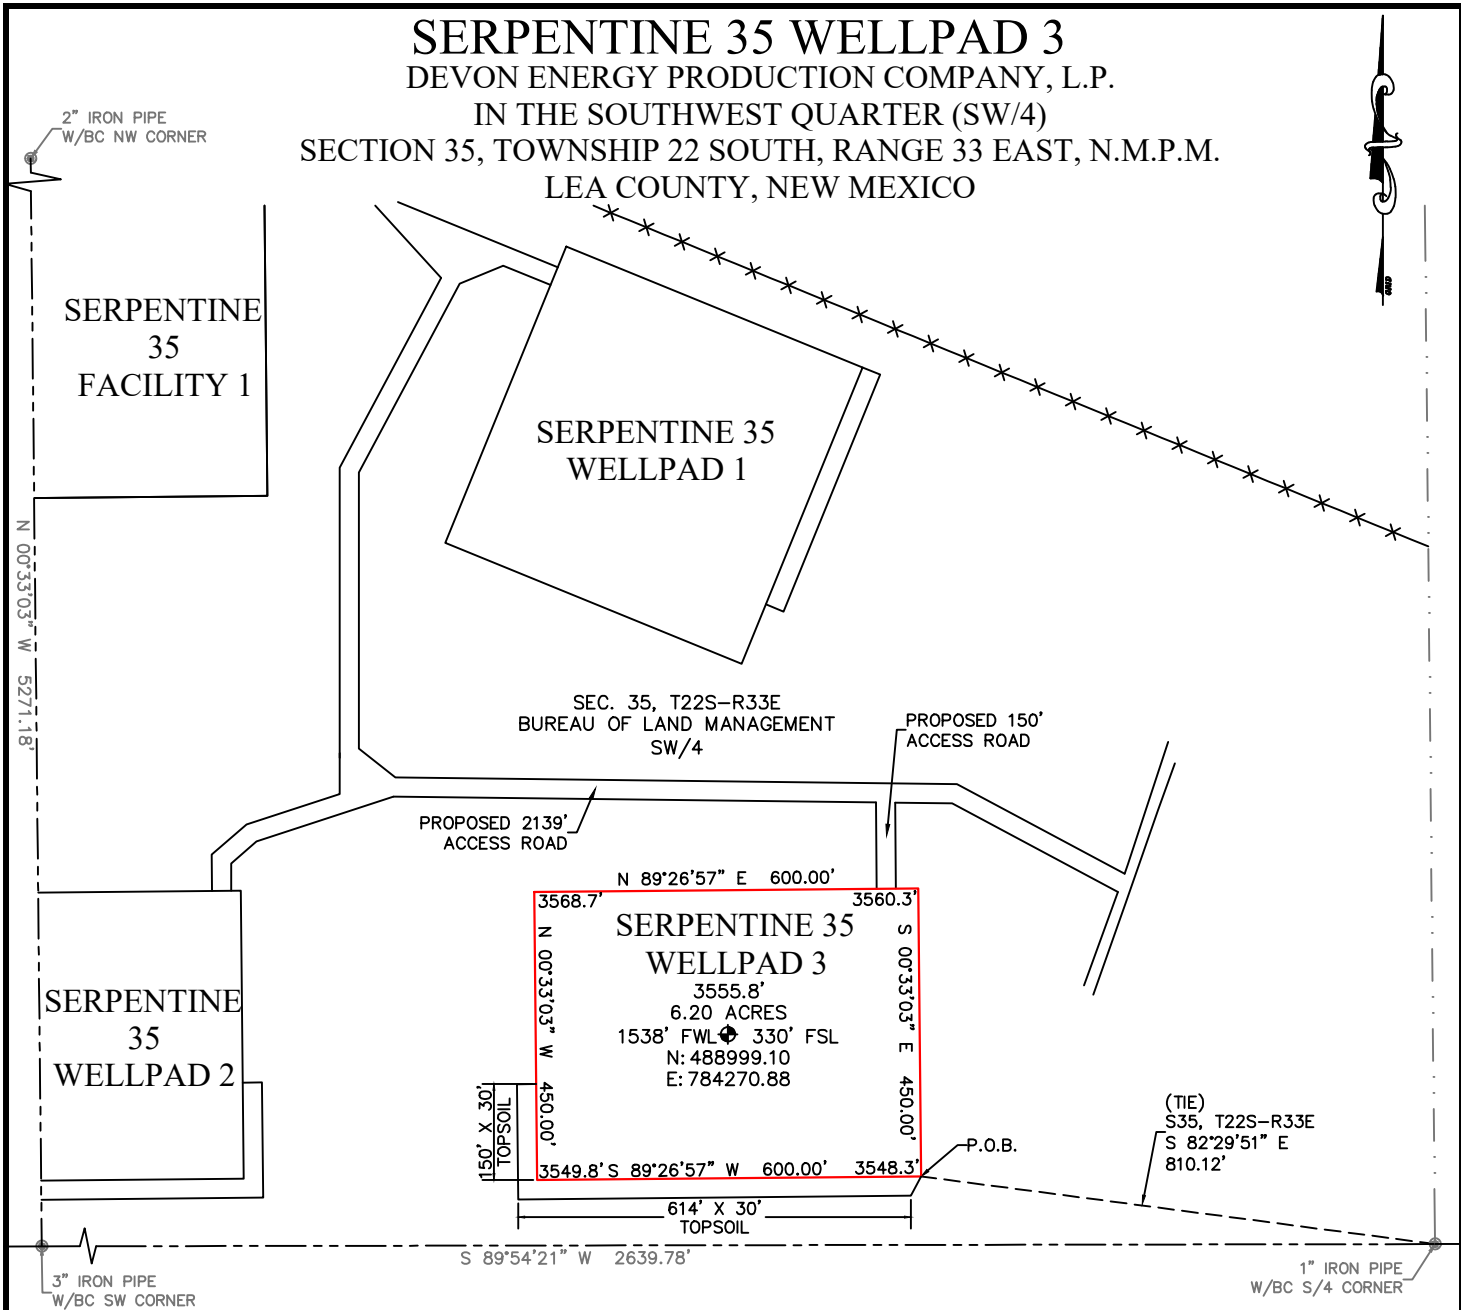 SERPENTINE 35 WELLPAD 3
DEVON ENERGY PRODUCTION COMPANY, L.P.
IN THE SOUTHWEST QUARTER (SW/4)
SECTION 35, TOWNSHIP 22 SOUTH, RANGE 33 EAST, N.M.P.M.
LEA COUNTY, NEW MEXICO
2" IRON PIPE
W/BC NW CORNER
SERPENTINE
35
FACILITY 1
SERPENTINE 35
WELLPAD 1
N 00°33'03" W 5271.18'
SEC. 35, T22S-R33E
BUREAU OF LAND MANAGEMENT
SW/4
PROPOSED 150'
ACCESS ROAD
PROPOSED 2139'
ACCESS ROAD
N 89°26'57" E 600.00'
3568.7'
3560.3'
SERPENTINE 35
WELLPAD 3
3555.8'
6.20 ACRES
1538' FWL 330' FSL
N: 488999.10
E: 784270.88
N 00°33'03" W 450.00'
S 00°33'03" E 450.00'
SERPENTINE
35
WELLPAD 2
150' X 30'
TOPSOIL
3549.8' S 89°26'57" W 600.00' 3548.3'
P.O.B.
(TIE)
S35, T22S-R33E
S 82°29'51" E
810.12'
614' X 30'
TOPSOIL
S 89°54'21" W 2639.78'
3" IRON PIPE
W/BC SW CORNER
1" IRON PIPE
W/BC S/4 CORNER